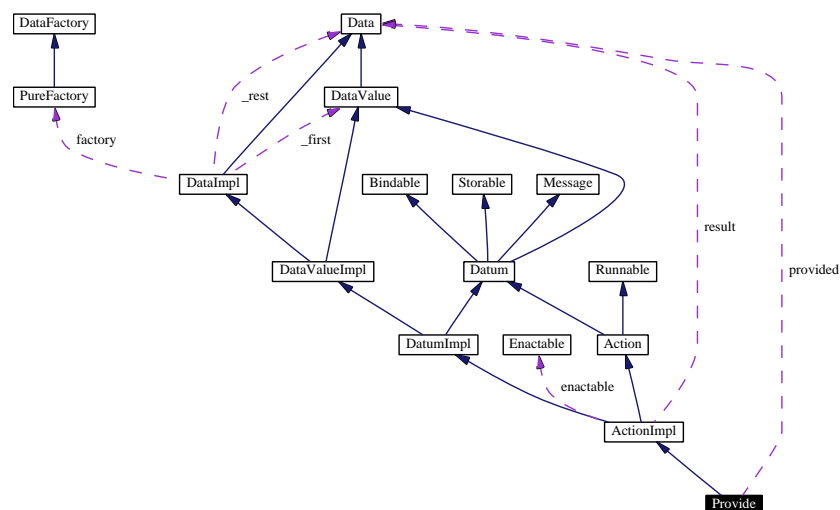 DataFactory
Data
PureFactory
_rest
DataValue
factory
_first
DataImpl
Bindable
Storable
Message
result
DataValueImpl
Datum
Runnable
provided
DatumImpl
Enactable
Action
enactable
ActionImpl
Provide